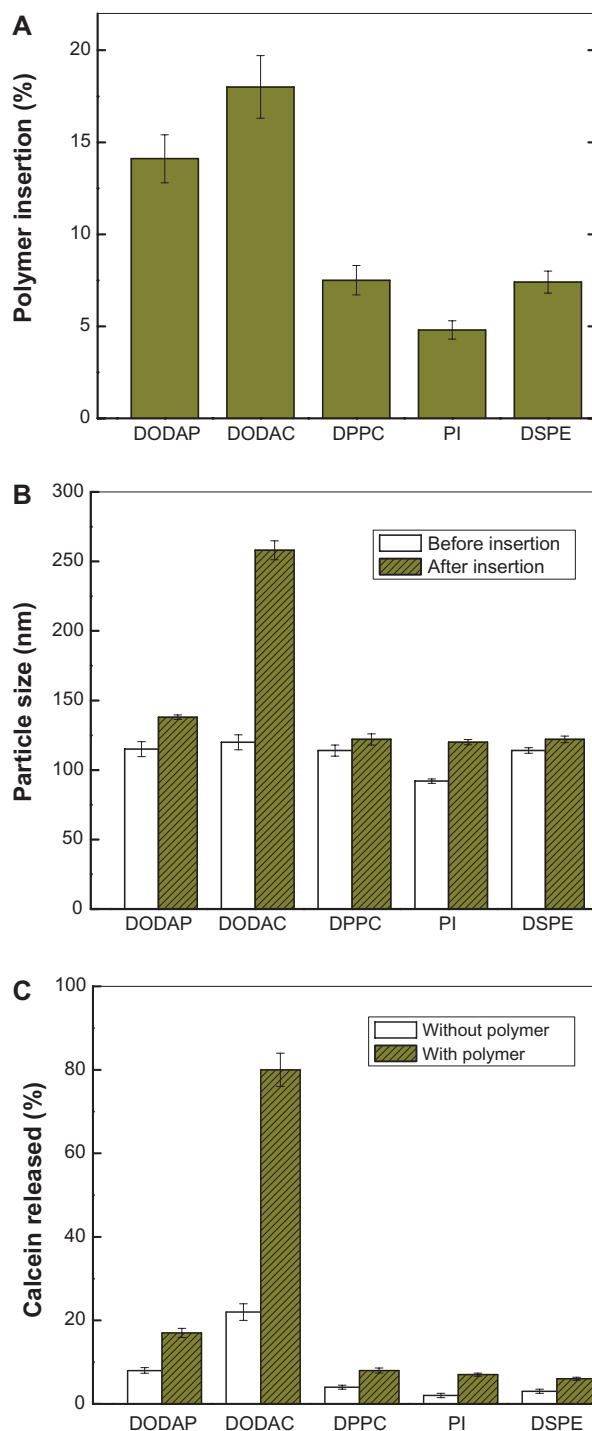 A
Polymer insertion (%)
20
15
10
5
0
DODAP DODAC DPPC PI DSPE
B
Particle size (nm)
300
250
200
150
100
50
0
Before insertion
After insertion
DODAP DODAC DPPC PI DSPE
C
Calcein released (%)
100
80
60
40
20
0
Without polymer
With polymer
DODAP DODAC DPPC PI DSPE